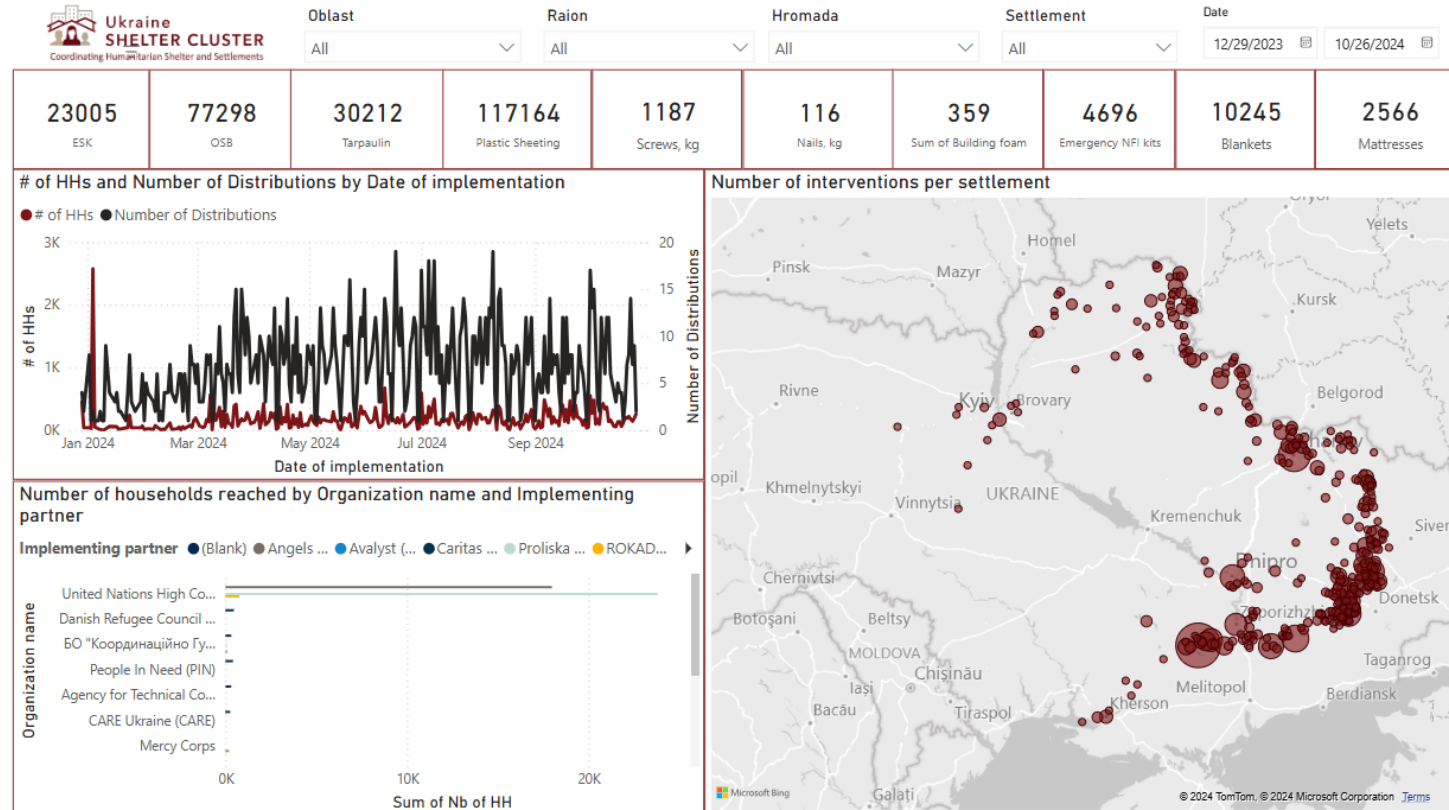 Ukraine
SHELTER CLUSTER
Coordinating Humanitarian Shelter and Settlements
Oblast
All
Raion
All
Hromada
All
Settlement
All
Date
12/29/2023
10/26/2024
23005
ESK
77298
OSB
30212
Tarpaulin
117164
Plastic Sheeting
1187
Screws, kg
116
Nails, kg
359
Sum of Building foam
4696
Emergency NFI kits
10245
Blankets
2566
Mattresses
# of HHs and Number of Distributions by Date of implementation
# of HHs Number of Distributions
# of HHs
3K
2K
1K
0K
20
15
10
5
0
Number of Distributions
Jan 2024 Mar 2024 May 2024 Jul 2024 Sep 2024
Date of implementation
Number of households reached by Organization name and Implementing
partner
Implementing partner (Blank) Angels ... Avalyst (... Caritas ... Proliska ... ROKAD...
Organization name
United Nations High Co...
Danish Refugee Council ...
БО "Координаційно Гу...
People In Need (PIN)
Agency for Technical Co...
CARE Ukraine (CARE)
Mercy Corps
0K 10K 20K
Sum of Nb of HH
Number of interventions per settlement
Yelets
Homel
Pinsk
Mazyr
Kursk
Rivne
Belgorod
Kyiv
Brovary
opil
Khmelnytskyi
Vinnytsia
UKRAINE
Kremenchuk
Siver
Dnipro
Chernivtsi
Donetsk
Botoșani
Beltsy
MOLDOVA
Chișinău
Iași
Taganrog
Melitopol
Berdiansk
Bacău
Tiraspol
Kherson
Galați
Microsoft Bing
© 2024 TomTom, © 2024 Microsoft Corporation Terms